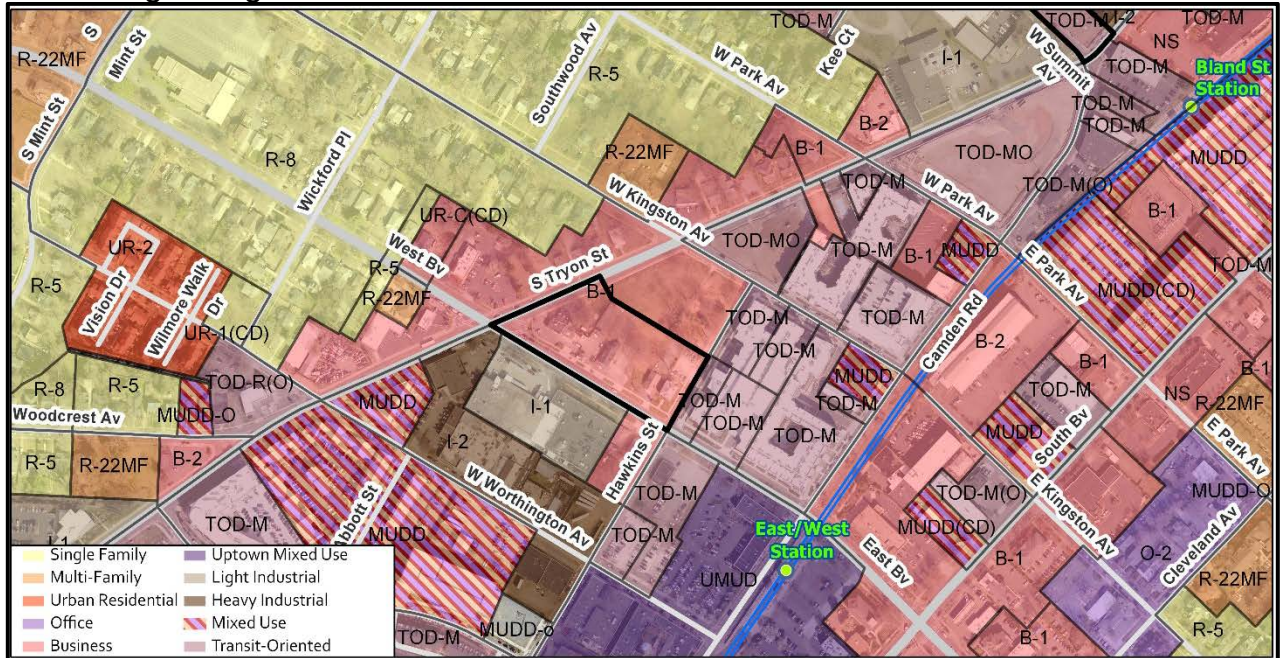 R-22MF
S
Mint St
S Mint St
Southwood Av
R-5
W Park Av
Kee Ct
I-1
TOD-M
I-2
TOD-M
NS
W Summit Av
TOD-M
Bland St
Station
TOD-M
TOD-M
R-8
Wickford Pl
R-22MF
W Kingston Av
B-1
B-2
TOD-MO
TOD-M
W Park Av
TOD-M(O)
MUDD
B-1
UR-C(CD)
West Bv
S Tryon St
TOD-MO
TOD-M
B-1
MUDD
E Park Av
TOD-M
MUDD(CD)
UR-2
R-5
Vision Dr
Wilmore Walk
Dr
UR-1(CD)
R-5
R-22MF
B-1
TOD-M
TOD-M
Camden Rd
B-2
B-1
TOD-M
B-1
R-8
R-5
TOD-R(O)
MUDD-O
Woodcrest Av
MUDD
I-1
TOD-M
TOD-M
MUDD
TOD-M
MUDD
South Bv
NS
R-22MF
E Park Av
R-5
R-22MF
B-2
I-2
Hawkins St
W Worthington Av
E Kingston Av
MUDD-O
TOD-M
Abbott St
MUDD
TOD-M
TOD-M
UMUD
East/West
Station
TOD-M(O)
MUDD(CD)
East Bv
B-1
O-2
Cleveland Av
R-22MF
I-1
TOD-M
MUDD-o
B-1
R-5
Single Family
Multi-Family
Urban Residential
Office
Business
Uptown Mixed Use
Light Industrial
Heavy Industrial
Mixed Use
Transit-Oriented